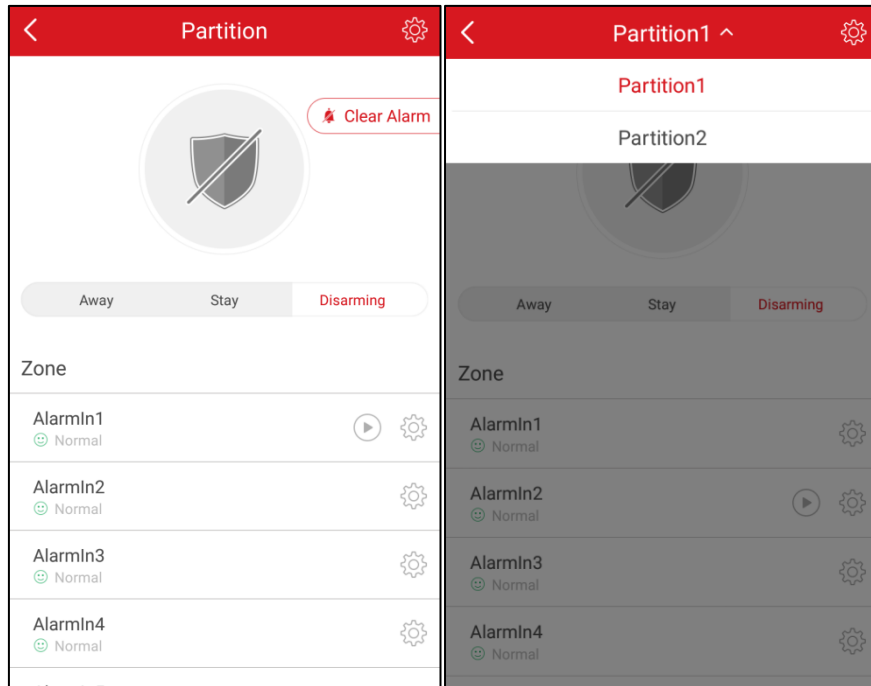 Partition
Clear Alarm
Away Stay Disarming
Zone
AlarmIn1
Normal
AlarmIn2
Normal
AlarmIn3
Normal
AlarmIn4
Normal
Partition1
Partition1
Partition2
Away Stay Disarming
Zone
AlarmIn1
Normal
AlarmIn2
Normal
AlarmIn3
Normal
AlarmIn4
Normal